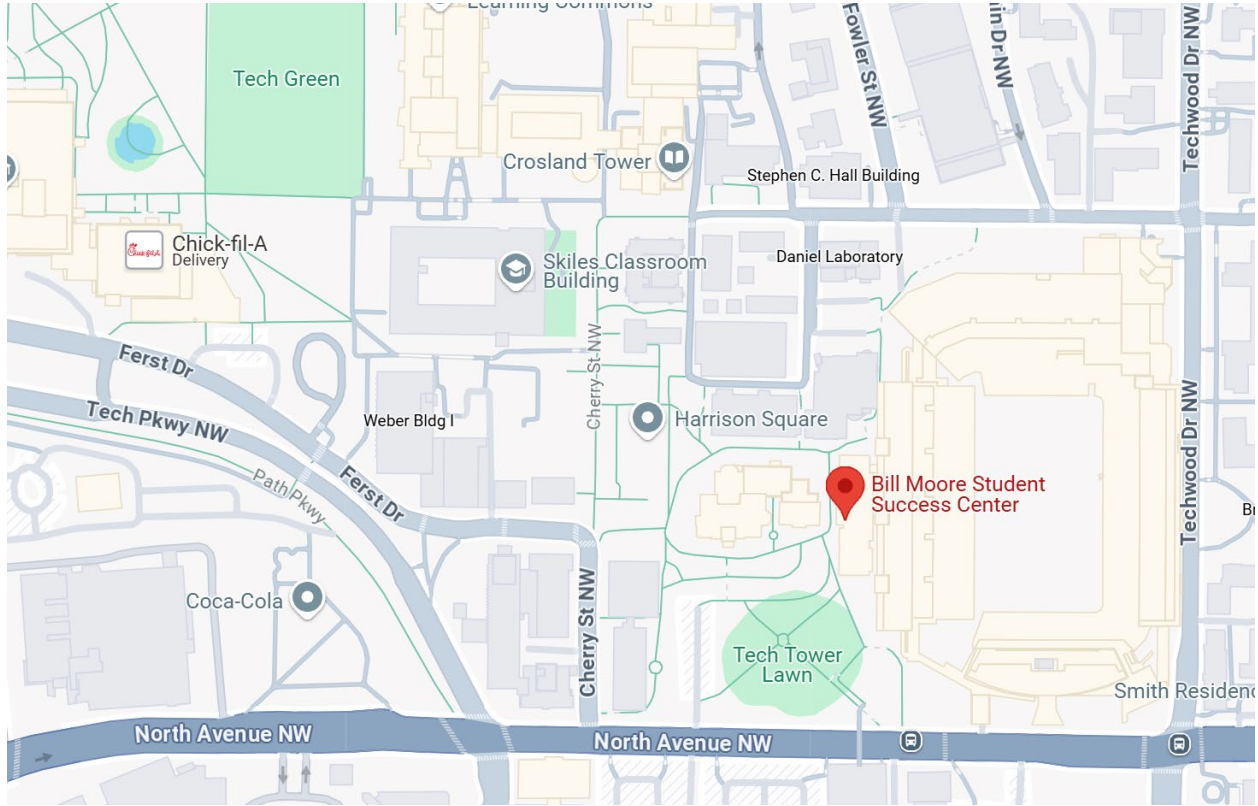 Learning Commons
Tech Green
Fowler St NW
Techwood Dr NW
Crosland Tower
Stephen C. Hall Building
Chick-fil-A
Delivery
Skiles Classroom
Building
Daniel Laboratory
Ferst Dr
Cherry St NW
Tech Pkwy NW
Weber Bldg I
Harrison Square
Techwood Dr NW
Path Pkwy
Ferst Dr
Bill Moore Student
Success Center
Coca-Cola
Cherry St NW
Tech Tower
Lawn
North Avenue NW
North Avenue NW